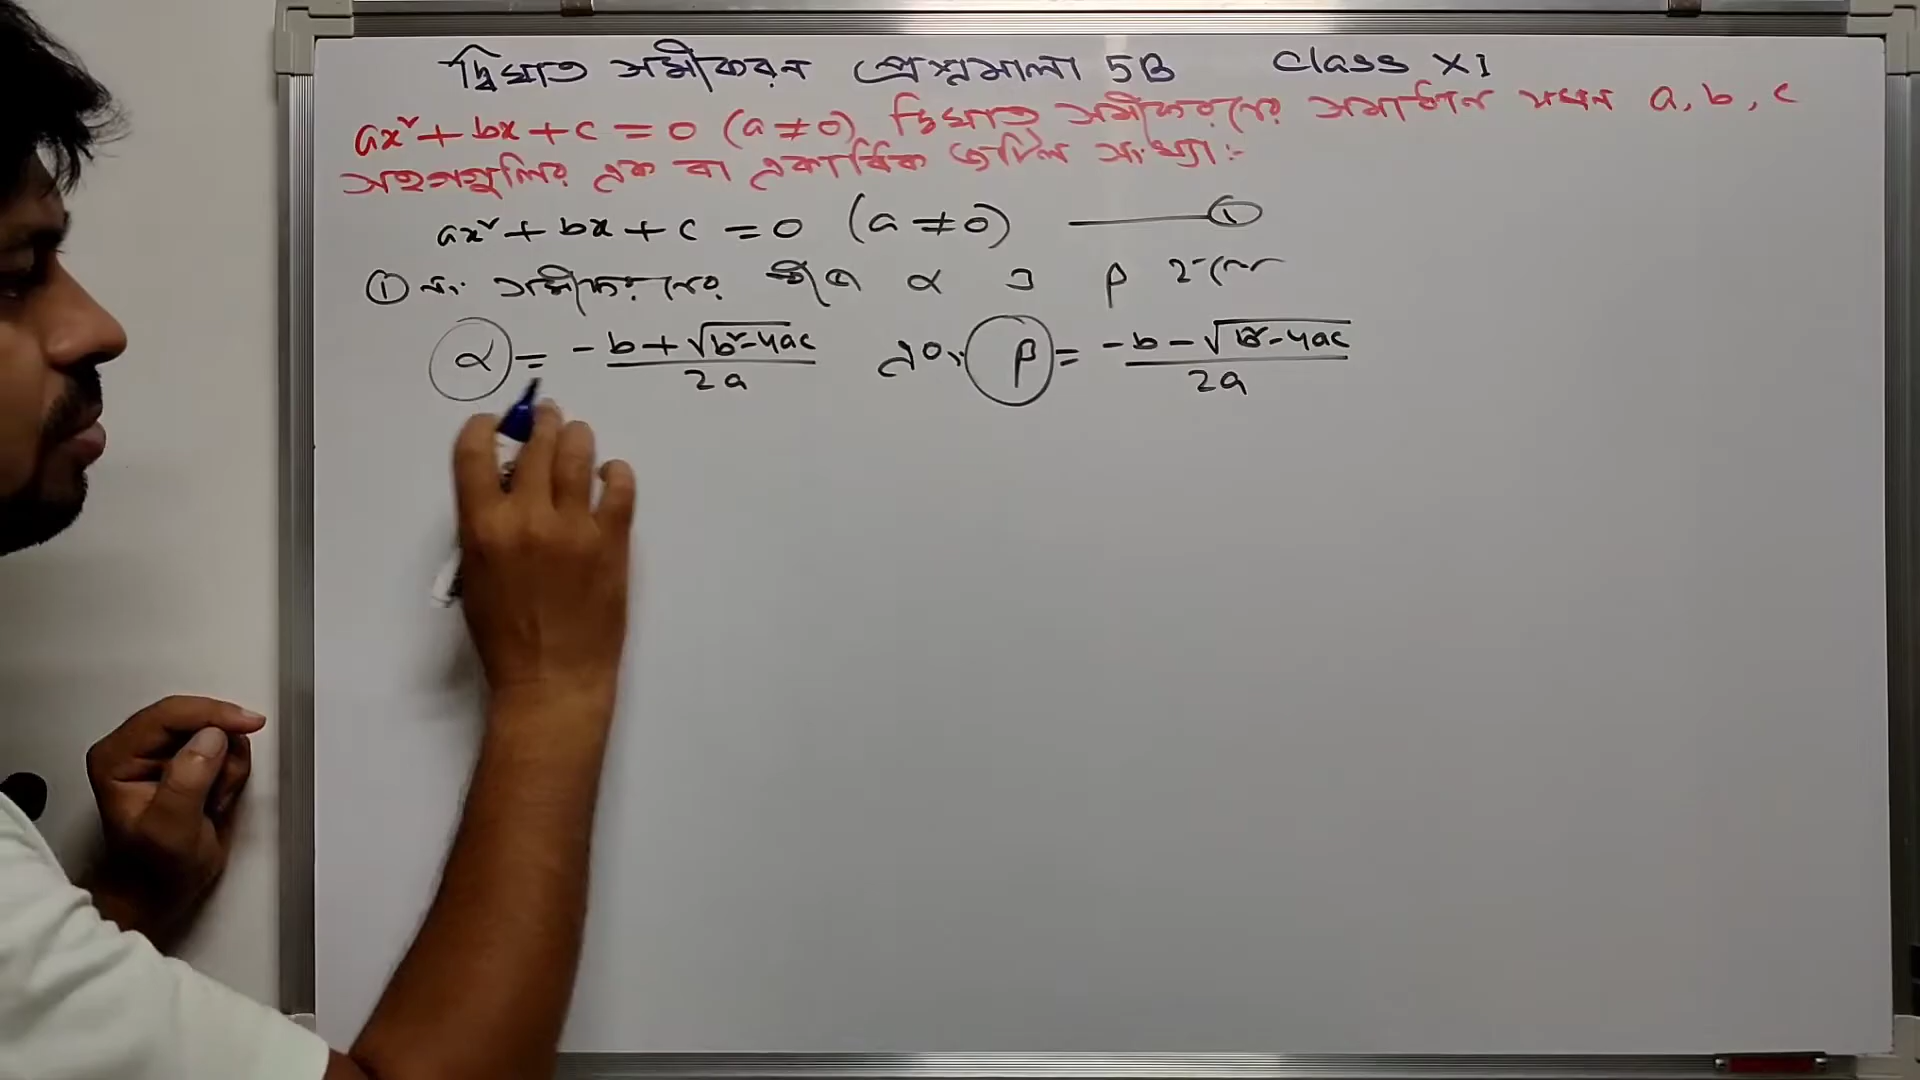 দ্বিঘাত সমীকরণ প্রশ্নমালা 5B Class XI
ax² + bx + c = 0 (a ≠ 0) দ্বিঘাত সমীকরণের সমাধান যখন a, b, c
সহগগুলির এক বা একাধিক জটিল সংখ্যা :-
ax² + bx + c = 0 (a ≠ 0) ——— ①
① নং সমীকরণের বীজ α ও β হলে
α = (-b + √(b² - 4ac)) / 2a এবং β = (-b - √(b² - 4ac)) / 2a